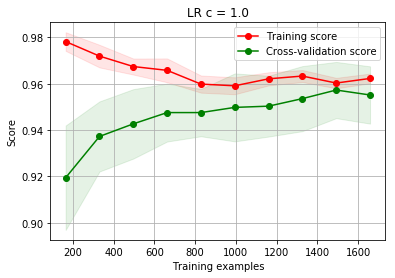 LR c = 1.0
Training score
Cross-validation score
0.98
0.96
0.94
0.92
0.90
Score
200 400 600 800 1000 1200 1400 1600
Training examples